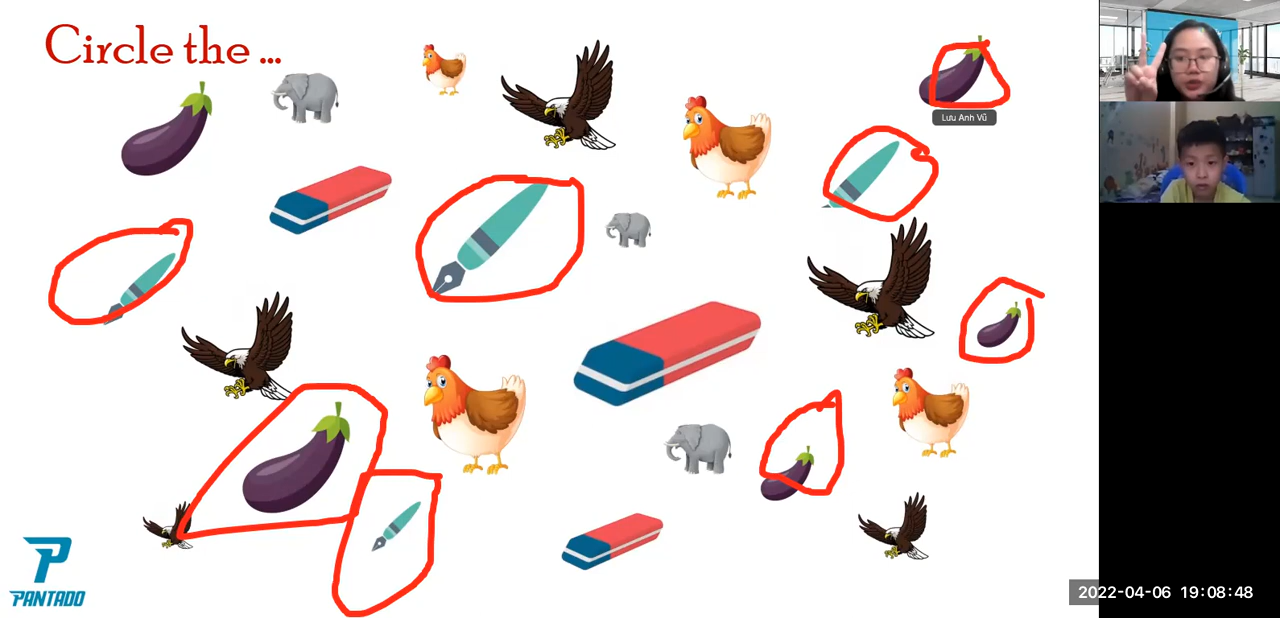 Circle the ...
Lưu Anh Vũ
PANTADO
2022-04-06 19:08:48